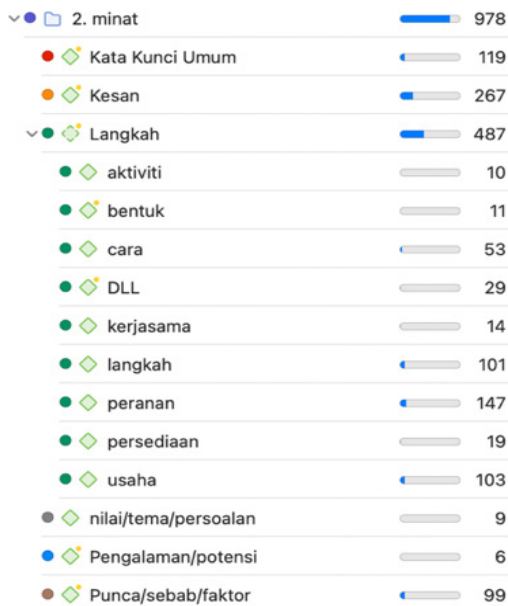 2. minat 978
Kata Kunci Umum 119
Kesan 267
Langkah 487
aktiviti 10
bentuk 11
cara 53
DLL 29
kerjasama 14
langkah 101
peranan 147
persediaan 19
usaha 103
nilai/tema/persoalan 9
Pengalaman/potensi 6
Punca/sebab/faktor 99